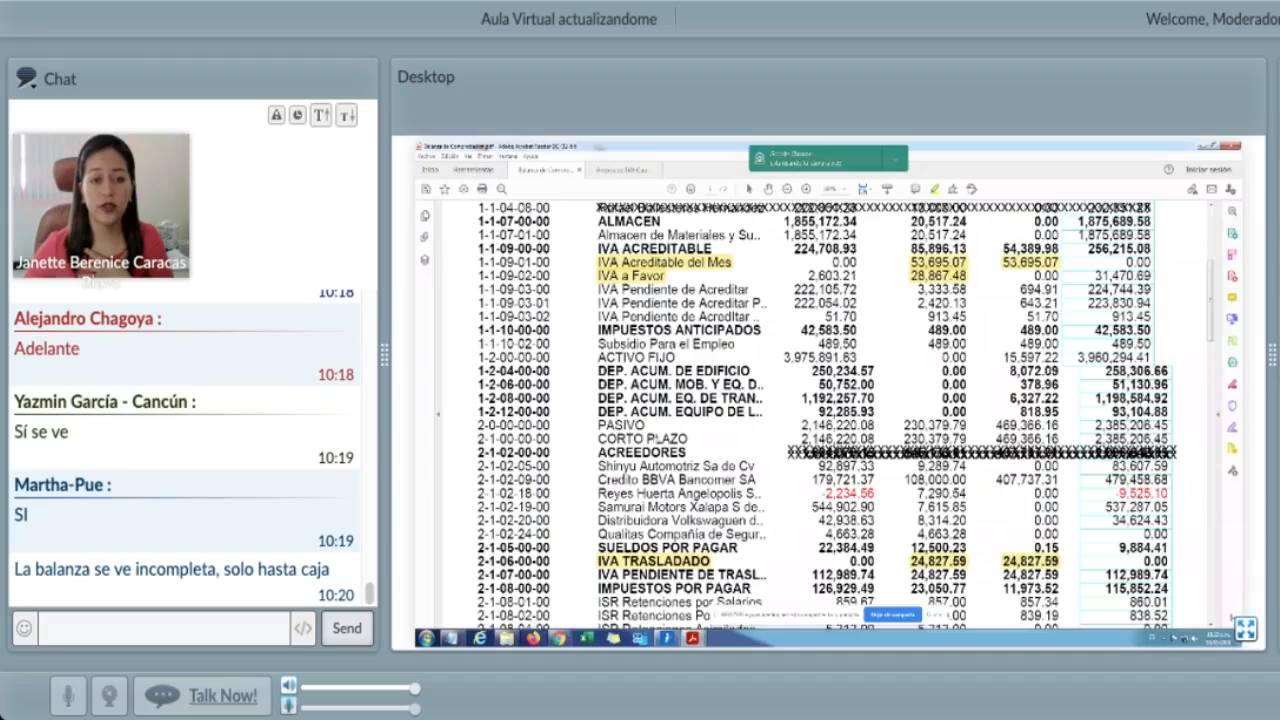 Aula Virtual actualizandome
Welcome, Moderador
Chat
Janette Berenice Caracas
10:18
Alejandro Chagoya :
Adelante
10:18
Yazmin García - Cancún :
Sí se ve
10:19
Martha-Pue :
SI
10:19
La balanza se ve incompleta, solo hasta caja
10:20
Send
Talk Now!
Desktop
Inicio Herramientas Balanza de Compro...
Iniciar sesión
1-1-04-08-00
1-1-07-00-00 ALMACEN 1,855,172.34 20,517.24 0.00 1,875,689.58
1-1-07-01-00 Almacen de Materiales y Su.. 1,855,172.34 20,517.24 0.00 1,875,689.58
1-1-09-00-00 IVA ACREDITABLE 224,708.93 85,896.13 54,389.98 256,215.08
1-1-09-01-00 IVA Acreditable del Mes 0.00 53,695.07 53,695.07 0.00
1-1-09-02-00 IVA a Favor 2,603.21 28,867.48 0.00 31,470.69
1-1-09-03-00 IVA Pendiente de Acreditar 222,105.72 3,333.58 694.91 224,744.39
1-1-09-03-01 IVA Pendiente de Acreditar P.. 222,054.02 2,420.13 643.21 223,830.94
1-1-09-03-02 IVA Pendiente de Acreditar .. 51.70 913.45 51.70 913.45
1-1-10-00-00 IMPUESTOS ANTICIPADOS 42,583.50 489.00 489.00 42,583.50
1-1-10-02-00 Subsidio Para el Empleo 489.50 489.00 489.00 489.50
1-2-00-00-00 ACTIVO FIJO 3,975,891.63 0.00 15,597.22 3,960,294.41
1-2-04-00-00 DEP. ACUM. DE EDIFICIO 250,234.57 0.00 8,072.09 258,306.66
1-2-06-00-00 DEP. ACUM. MOB. Y EQ. D.. 50,752.00 0.00 378.96 51,130.96
1-2-08-00-00 DEP. ACUM. EQ. DE TRAN.. 1,192,257.70 0.00 6,327.22 1,198,584.92
1-2-12-00-00 DEP. ACUM. EQUIPO DE L.. 92,285.93 0.00 818.95 93,104.88
2-0-00-00-00 PASIVO 2,146,220.08 230,379.79 469,366.16 2,385,206.45
2-1-00-00-00 CORTO PLAZO 2,146,220.08 230,379.79 469,366.16 2,385,206.45
2-1-02-00-00 ACREEDORES
2-1-02-05-00 Shinyu Automotriz Sa de Cv 92,897.33 9,289.74 0.00 83,607.59
2-1-02-09-00 Credito BBVA Bancomer SA 179,721.37 108,000.00 407,737.31 479,458.68
2-1-02-18-00 Reyes Huerta Angelopolis S.. -2,234.56 7,290.54 0.00 -9,525.10
2-1-02-19-00 Samurai Motors Xalapa S de.. 544,902.90 7,615.85 0.00 537,287.05
2-1-02-20-00 Distribuidora Volkswaguen d.. 42,938.63 8,314.20 0.00 34,624.43
2-1-02-24-00 Qualitas Compañia de Segur.. 4,663.28 4,663.28 0.00 0.00
2-1-05-00-00 SUELDOS POR PAGAR 22,384.49 12,500.23 0.15 9,884.41
2-1-06-00-00 IVA TRASLADADO 0.00 24,827.59 24,827.59 0.00
2-1-07-00-00 IVA PENDIENTE DE TRASL.. 112,989.74 24,827.59 24,827.59 112,989.74
2-1-08-00-00 IMPUESTOS POR PAGAR 126,929.49 23,050.77 11,973.52 115,852.24
2-1-08-01-00 ISR Retenciones por Salarios 859.67 857.00 857.34 860.01
2-1-08-02-00 ISR Retenciones Po 839.19 836.52